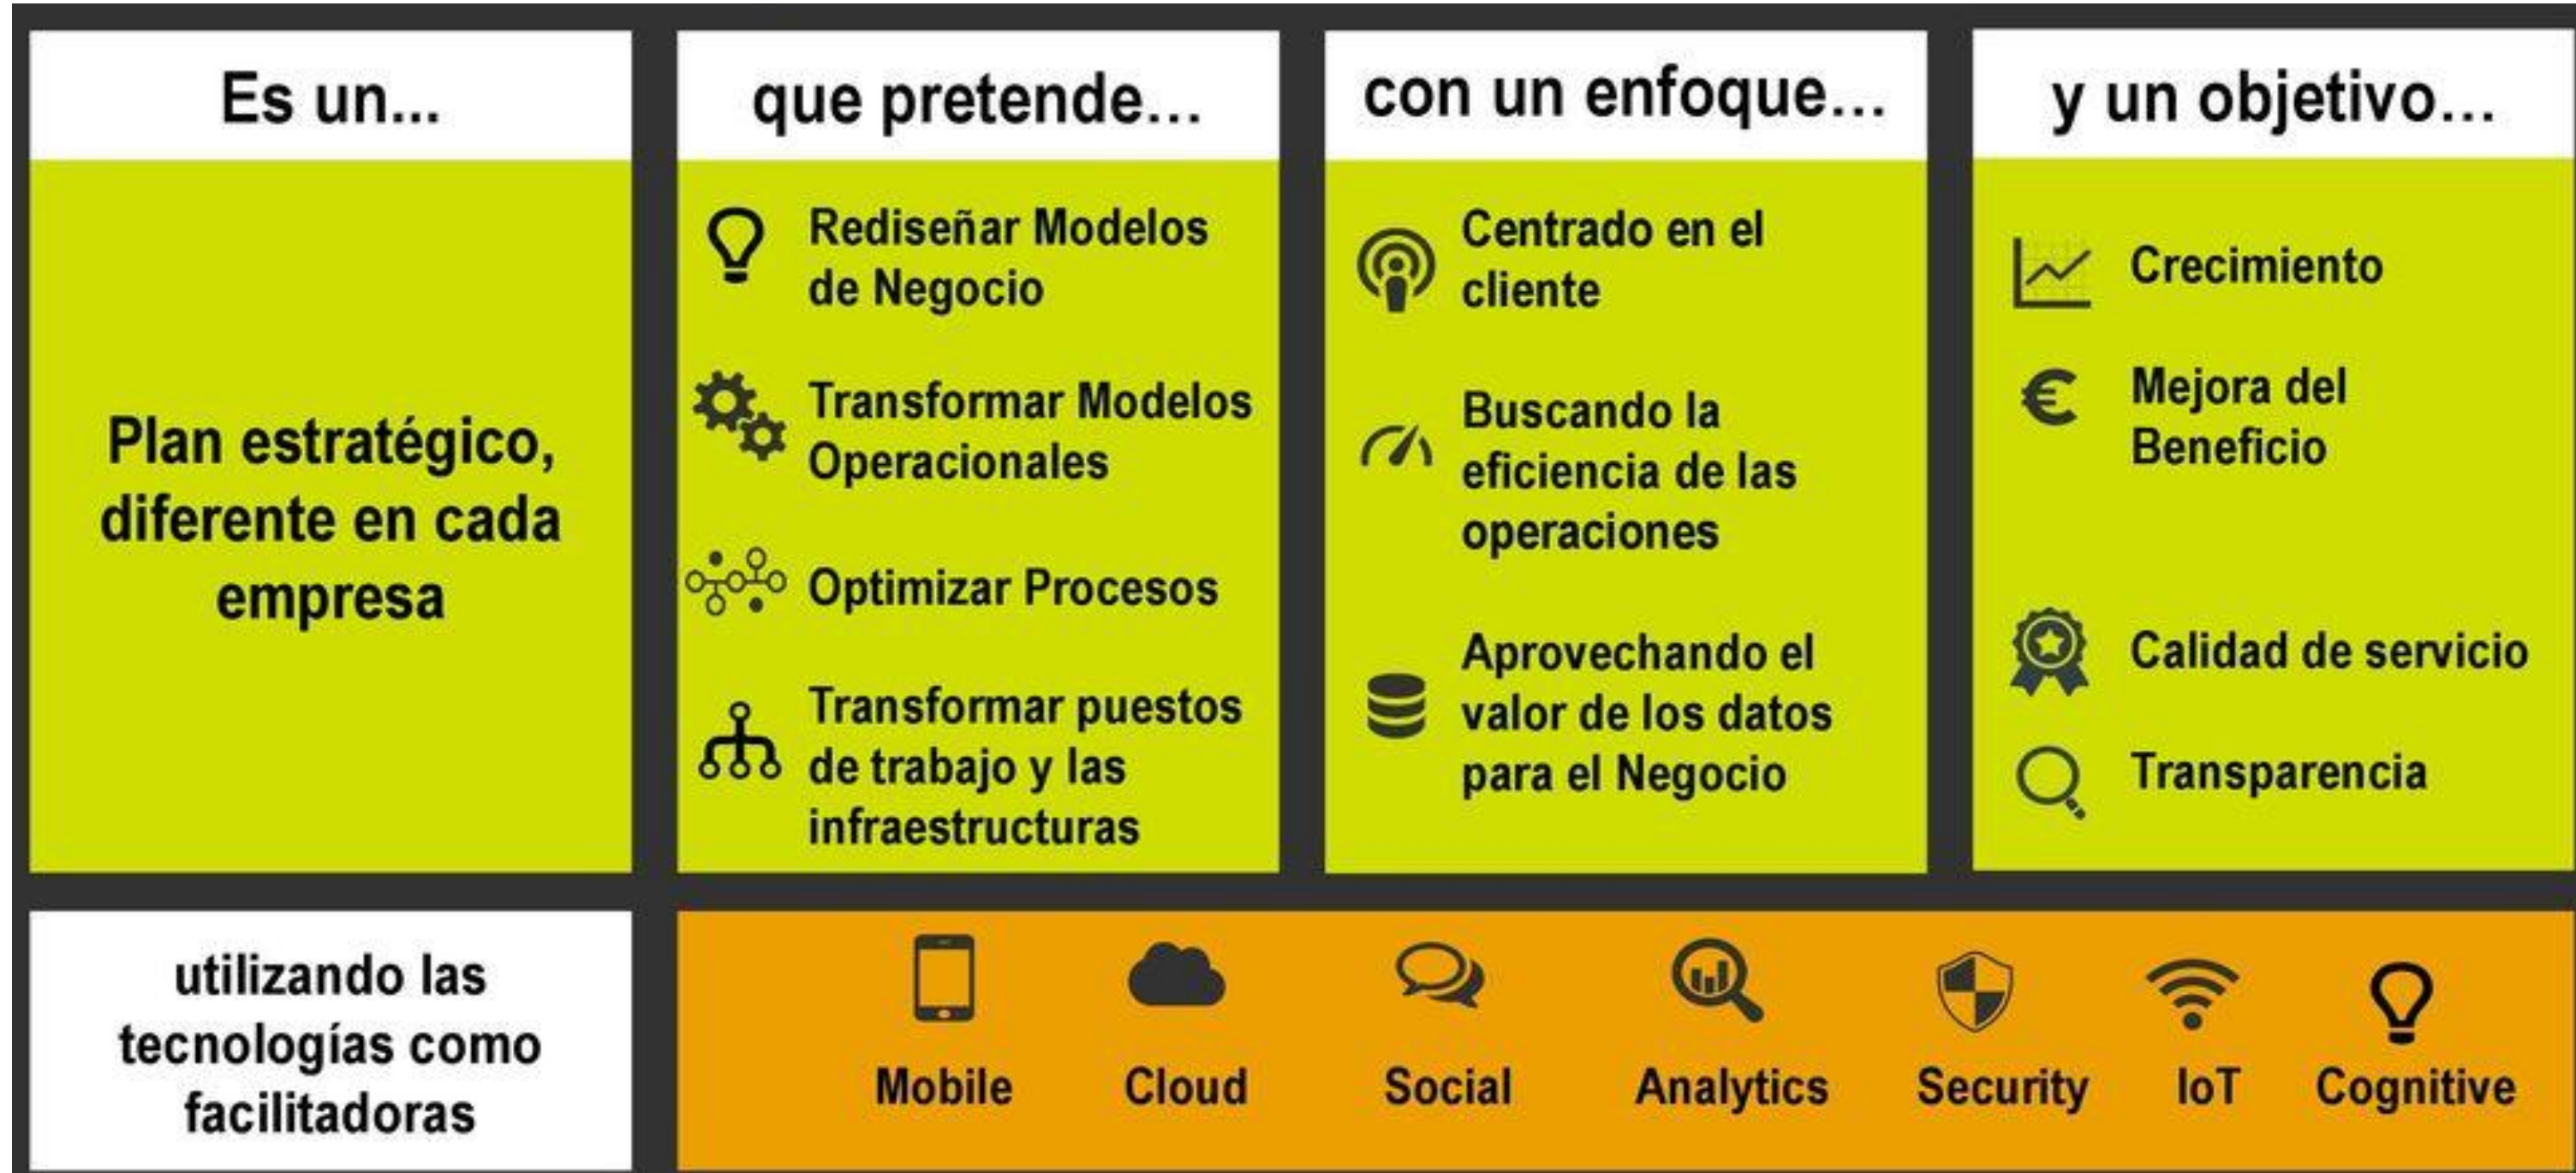 Es un...
Plan estratégico,
diferente en cada
empresa
que pretende...
Rediseñar Modelos
de Negocio
Transformar Modelos
Operacionales
Optimizar Procesos
Transformar puestos
de trabajo y las
infraestructuras
con un enfoque...
Centrado en el
cliente
Buscando la
eficiencia de las
operaciones
Aprovechando el
valor de los datos
para el Negocio
y un objetivo...
Crecimiento
€ Mejora del
Beneficio
Calidad de servicio
Transparencia
utilizando las
tecnologías como
facilitadoras
Mobile Cloud Social Analytics Security IoT Cognitive